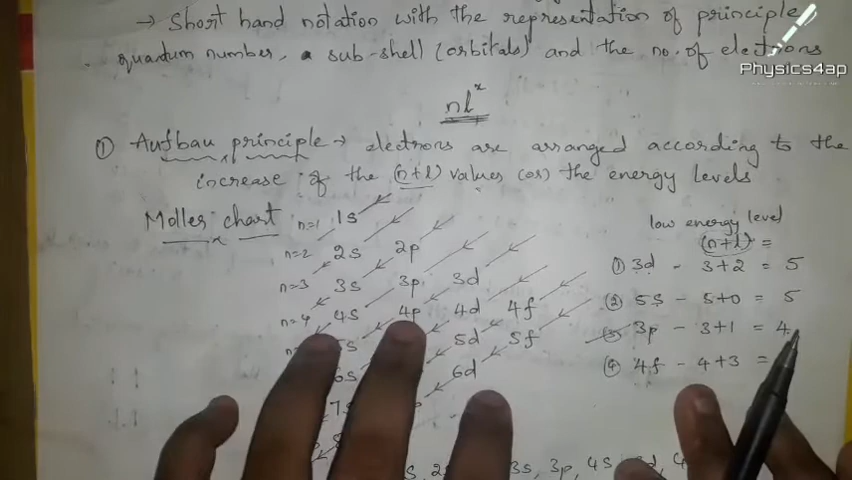 → Short hand notation with the representation of principle
quantum number, sub-shell (orbitals) and the no. of electrons
Physics4ap
nlˣ
① Aufbau principle → electrons are arranged according to the
increase of the (n+l) values (or) the energy levels
Moller chart
n=1 1s
n=2 2s 2p
n=3 3s 3p 3d
n=4 4s 4p 4d 4f
5d 5f
6s 6d
7s
low energy level
(n+l) =
① 3d - 3+2 = 5
② 5s - 5+0 = 5
③ 3p - 3+1 = 4
④ 4f - 4+3 =
3s, 3p, 4s